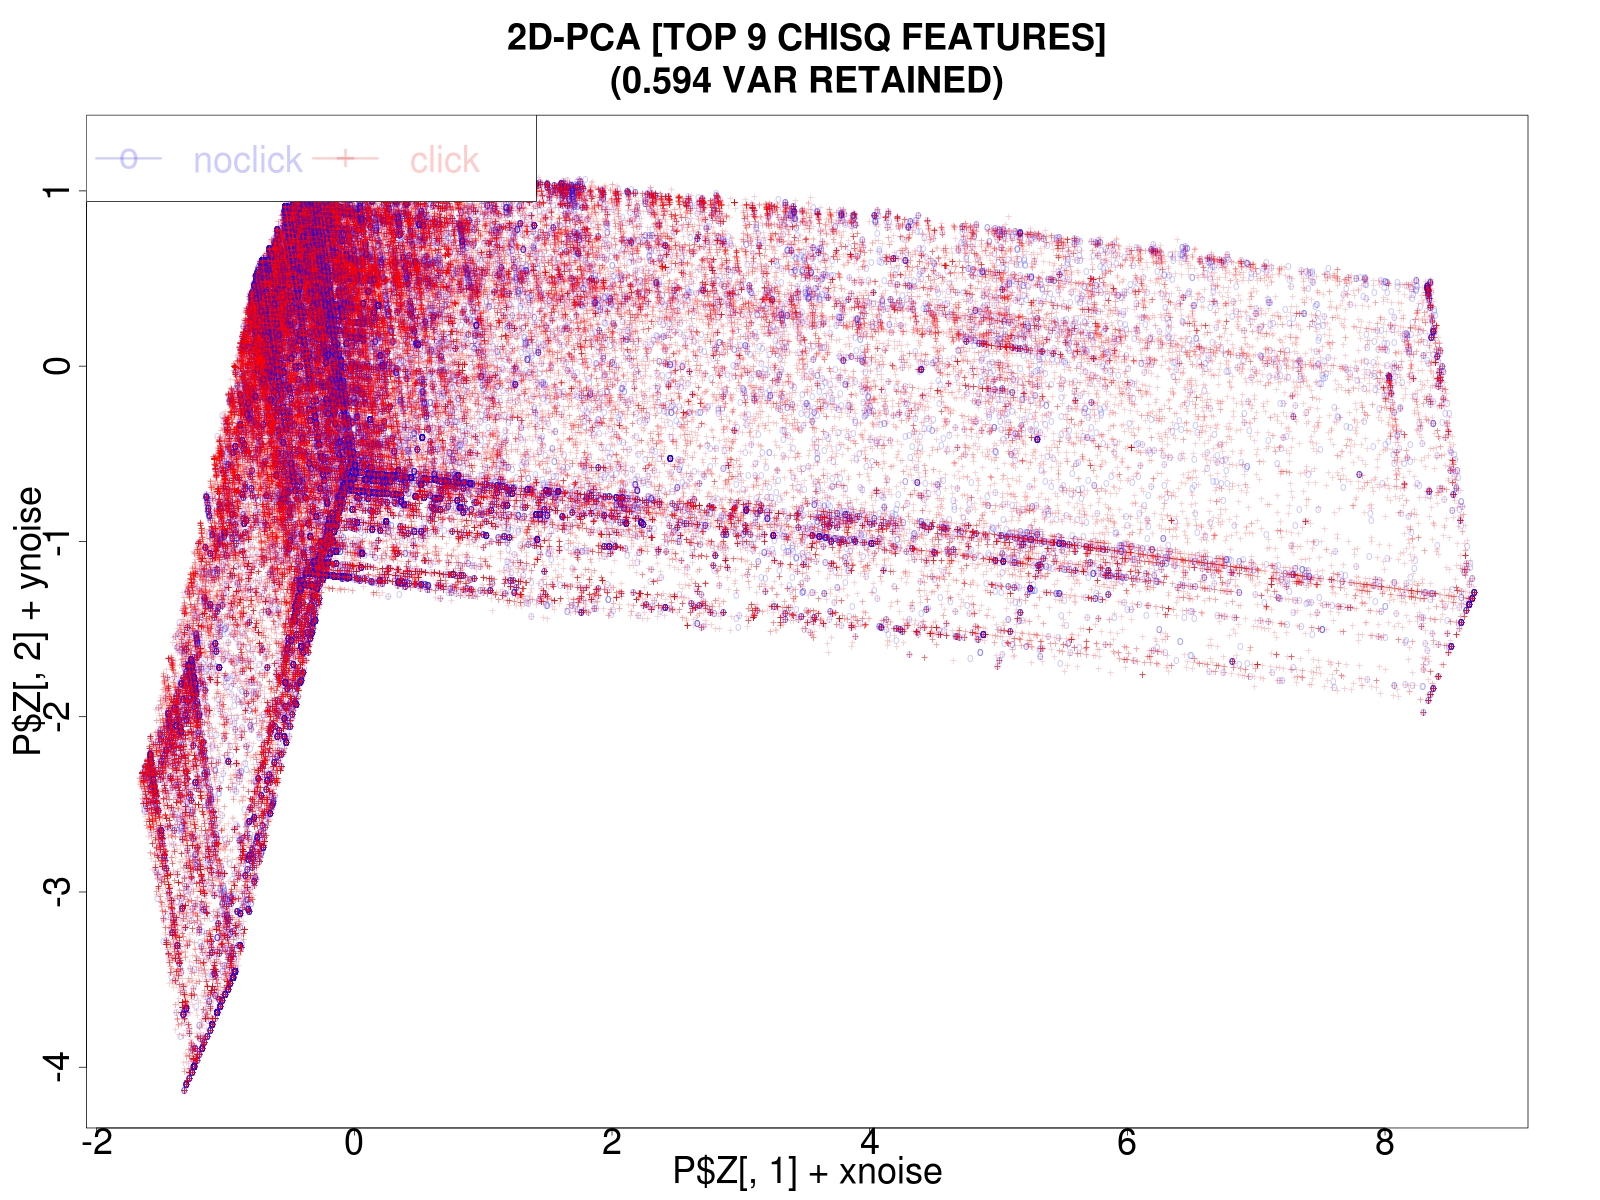 2D-PCA [TOP 9 CHISQ FEATURES]
(0.594 VAR RETAINED)
noclick click
1
0
-1
-2
-3
-4
P$Z[, 2] + ynoise
-2 0 2 4 6 8
P$Z[, 1] + xnoise